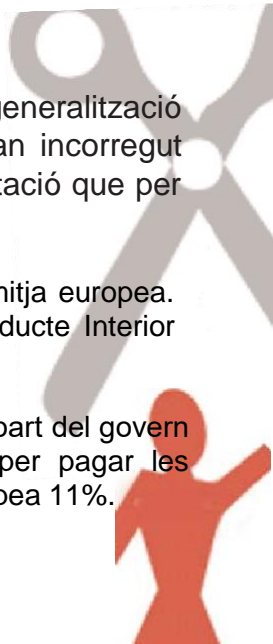 generalització
an incorregut
tació que per
mitja europea.
ducte Interior
part del govern
per pagar les
pea 11%.